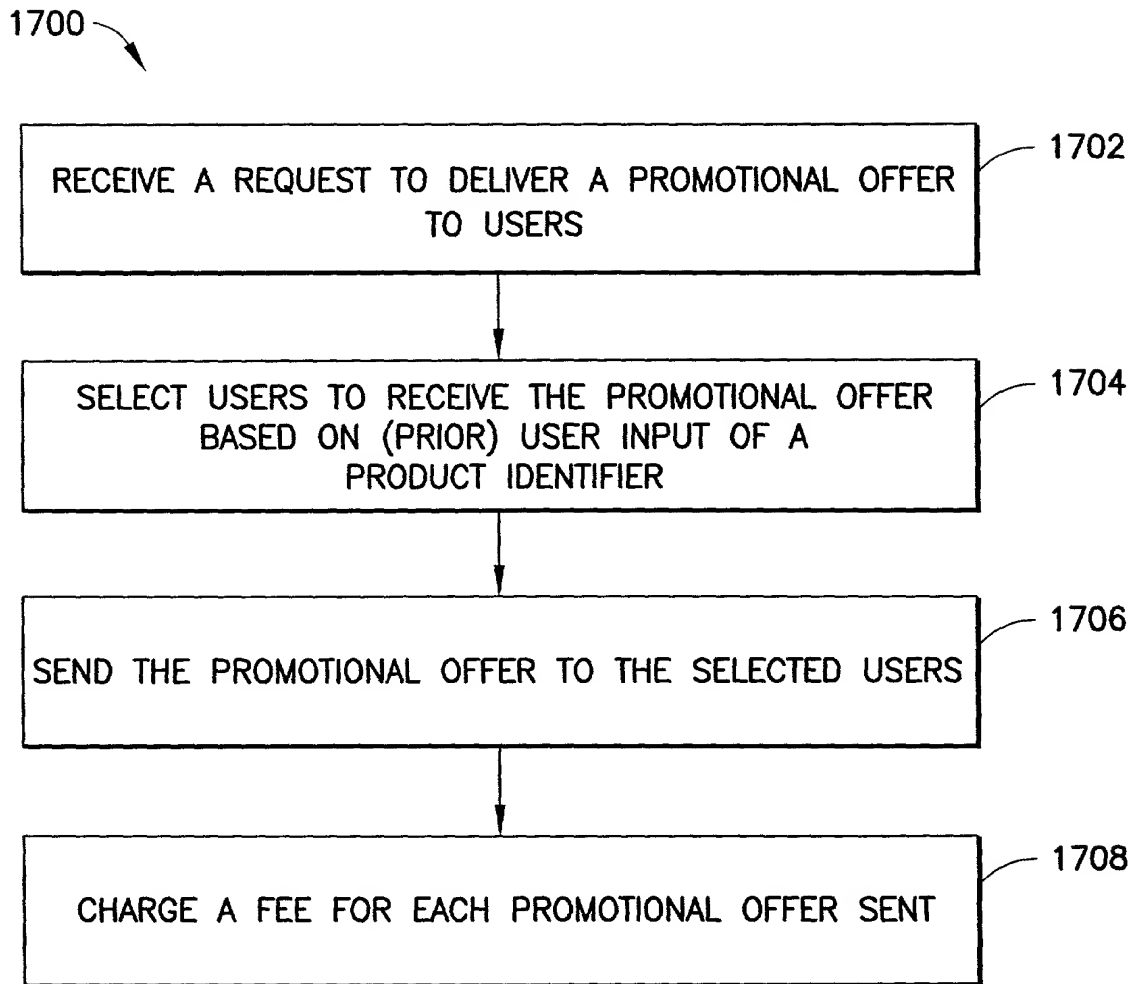 1700
RECEIVE A REQUEST TO DELIVER A PROMOTIONAL OFFER
TO USERS
1702
SELECT USERS TO RECEIVE THE PROMOTIONAL OFFER
BASED ON (PRIOR) USER INPUT OF A
PRODUCT IDENTIFIER
1704
SEND THE PROMOTIONAL OFFER TO THE SELECTED USERS
1706
CHARGE A FEE FOR EACH PROMOTIONAL OFFER SENT
1708